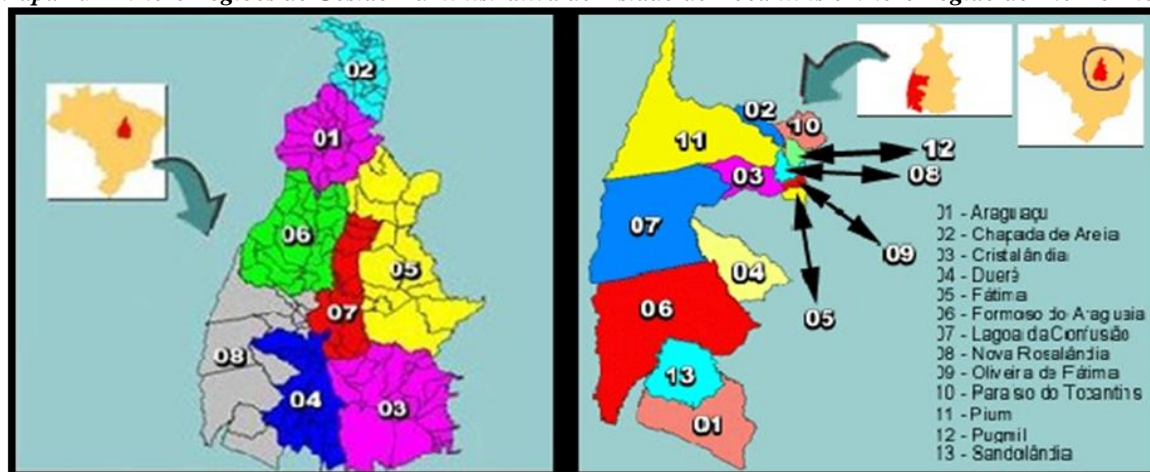 02
01
06
05
07
08
04
03
02
10
11
12
03
08
07
09
04
06
05
13
01
01 - Araguaçu
02 - Chapada de Areia
03 - Cristalândia
04 - Dueré
05 - Fátima
06 - Formoso do Araguaia
07 - Lagoa da Confusão
08 - Nova Rosalândia
09 - Oliveira de Fátima
10 - Paraíso do Tocantins
11 - Pium
12 - Pugmil
13 - Sandolândia